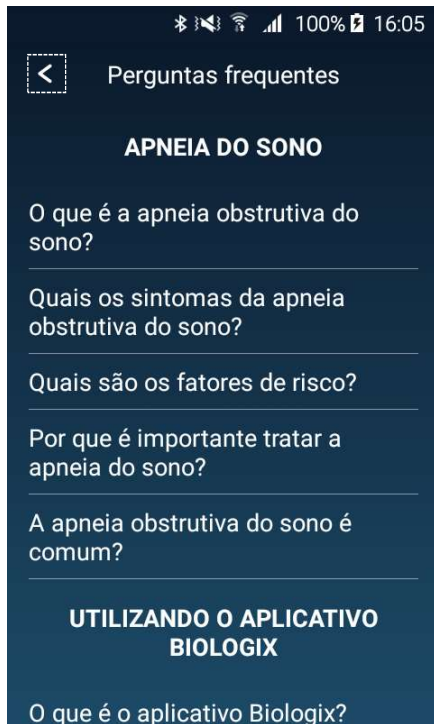 100% 16:05
Perguntas frequentes
APNEIA DO SONO
O que é a apneia obstrutiva do
sono?
Quais os sintomas da apneia
obstrutiva do sono?
Quais são os fatores de risco?
Por que é importante tratar a
apneia do sono?
A apneia obstrutiva do sono é
comum?
UTILIZANDO O APLICATIVO
BIOLOGIX
O que é o aplicativo Biologix?